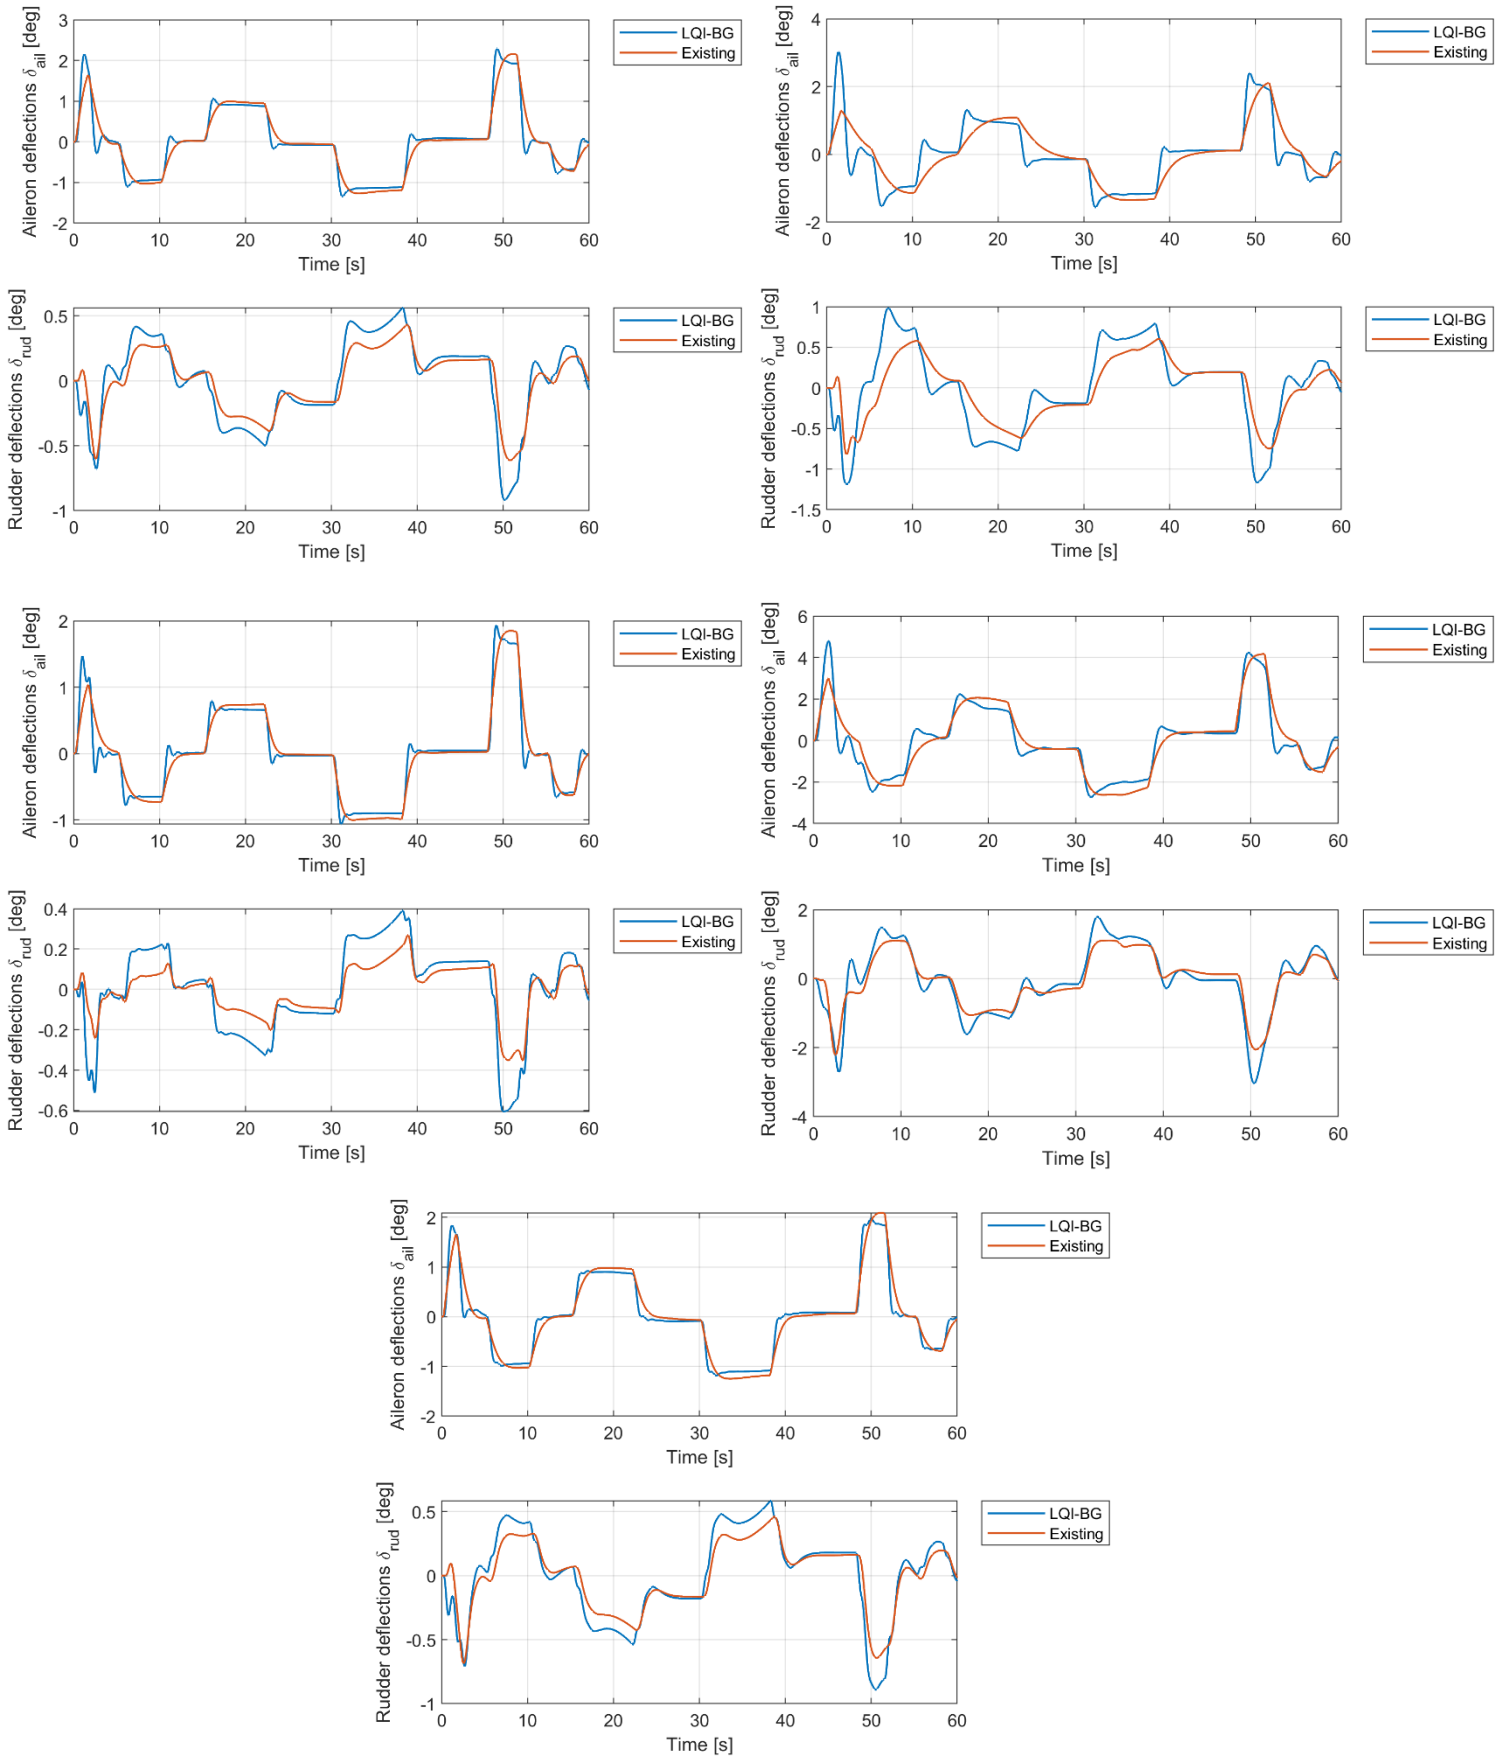 Aileron deflections δail [deg]
3
2
1
0
-1
-2
0 10 20 30 40 50 60
Time [s]
LQI-BG
Existing
Aileron deflections δail [deg]
4
2
0
-2
0 10 20 30 40 50 60
Time [s]
LQI-BG
Existing
Rudder deflections δrud [deg]
0.5
0
-0.5
-1
0 10 20 30 40 50 60
Time [s]
LQI-BG
Existing
Rudder deflections δrud [deg]
1
0.5
0
-0.5
-1
-1.5
0 10 20 30 40 50 60
Time [s]
LQI-BG
Existing
Aileron deflections δail [deg]
2
1
0
-1
0 10 20 30 40 50 60
Time [s]
LQI-BG
Existing
Aileron deflections δail [deg]
6
4
2
0
-2
-4
0 10 20 30 40 50 60
Time [s]
LQI-BG
Existing
Rudder deflections δrud [deg]
0.4
0.2
0
-0.2
-0.4
-0.6
0 10 20 30 40 50 60
Time [s]
LQI-BG
Existing
Rudder deflections δrud [deg]
2
0
-2
-4
0 10 20 30 40 50 60
Time [s]
LQI-BG
Existing
Aileron deflections δail [deg]
2
1
0
-1
-2
0 10 20 30 40 50 60
Time [s]
LQI-BG
Existing
Rudder deflections δrud [deg]
0.5
0
-0.5
-1
0 10 20 30 40 50 60
Time [s]
LQI-BG
Existing